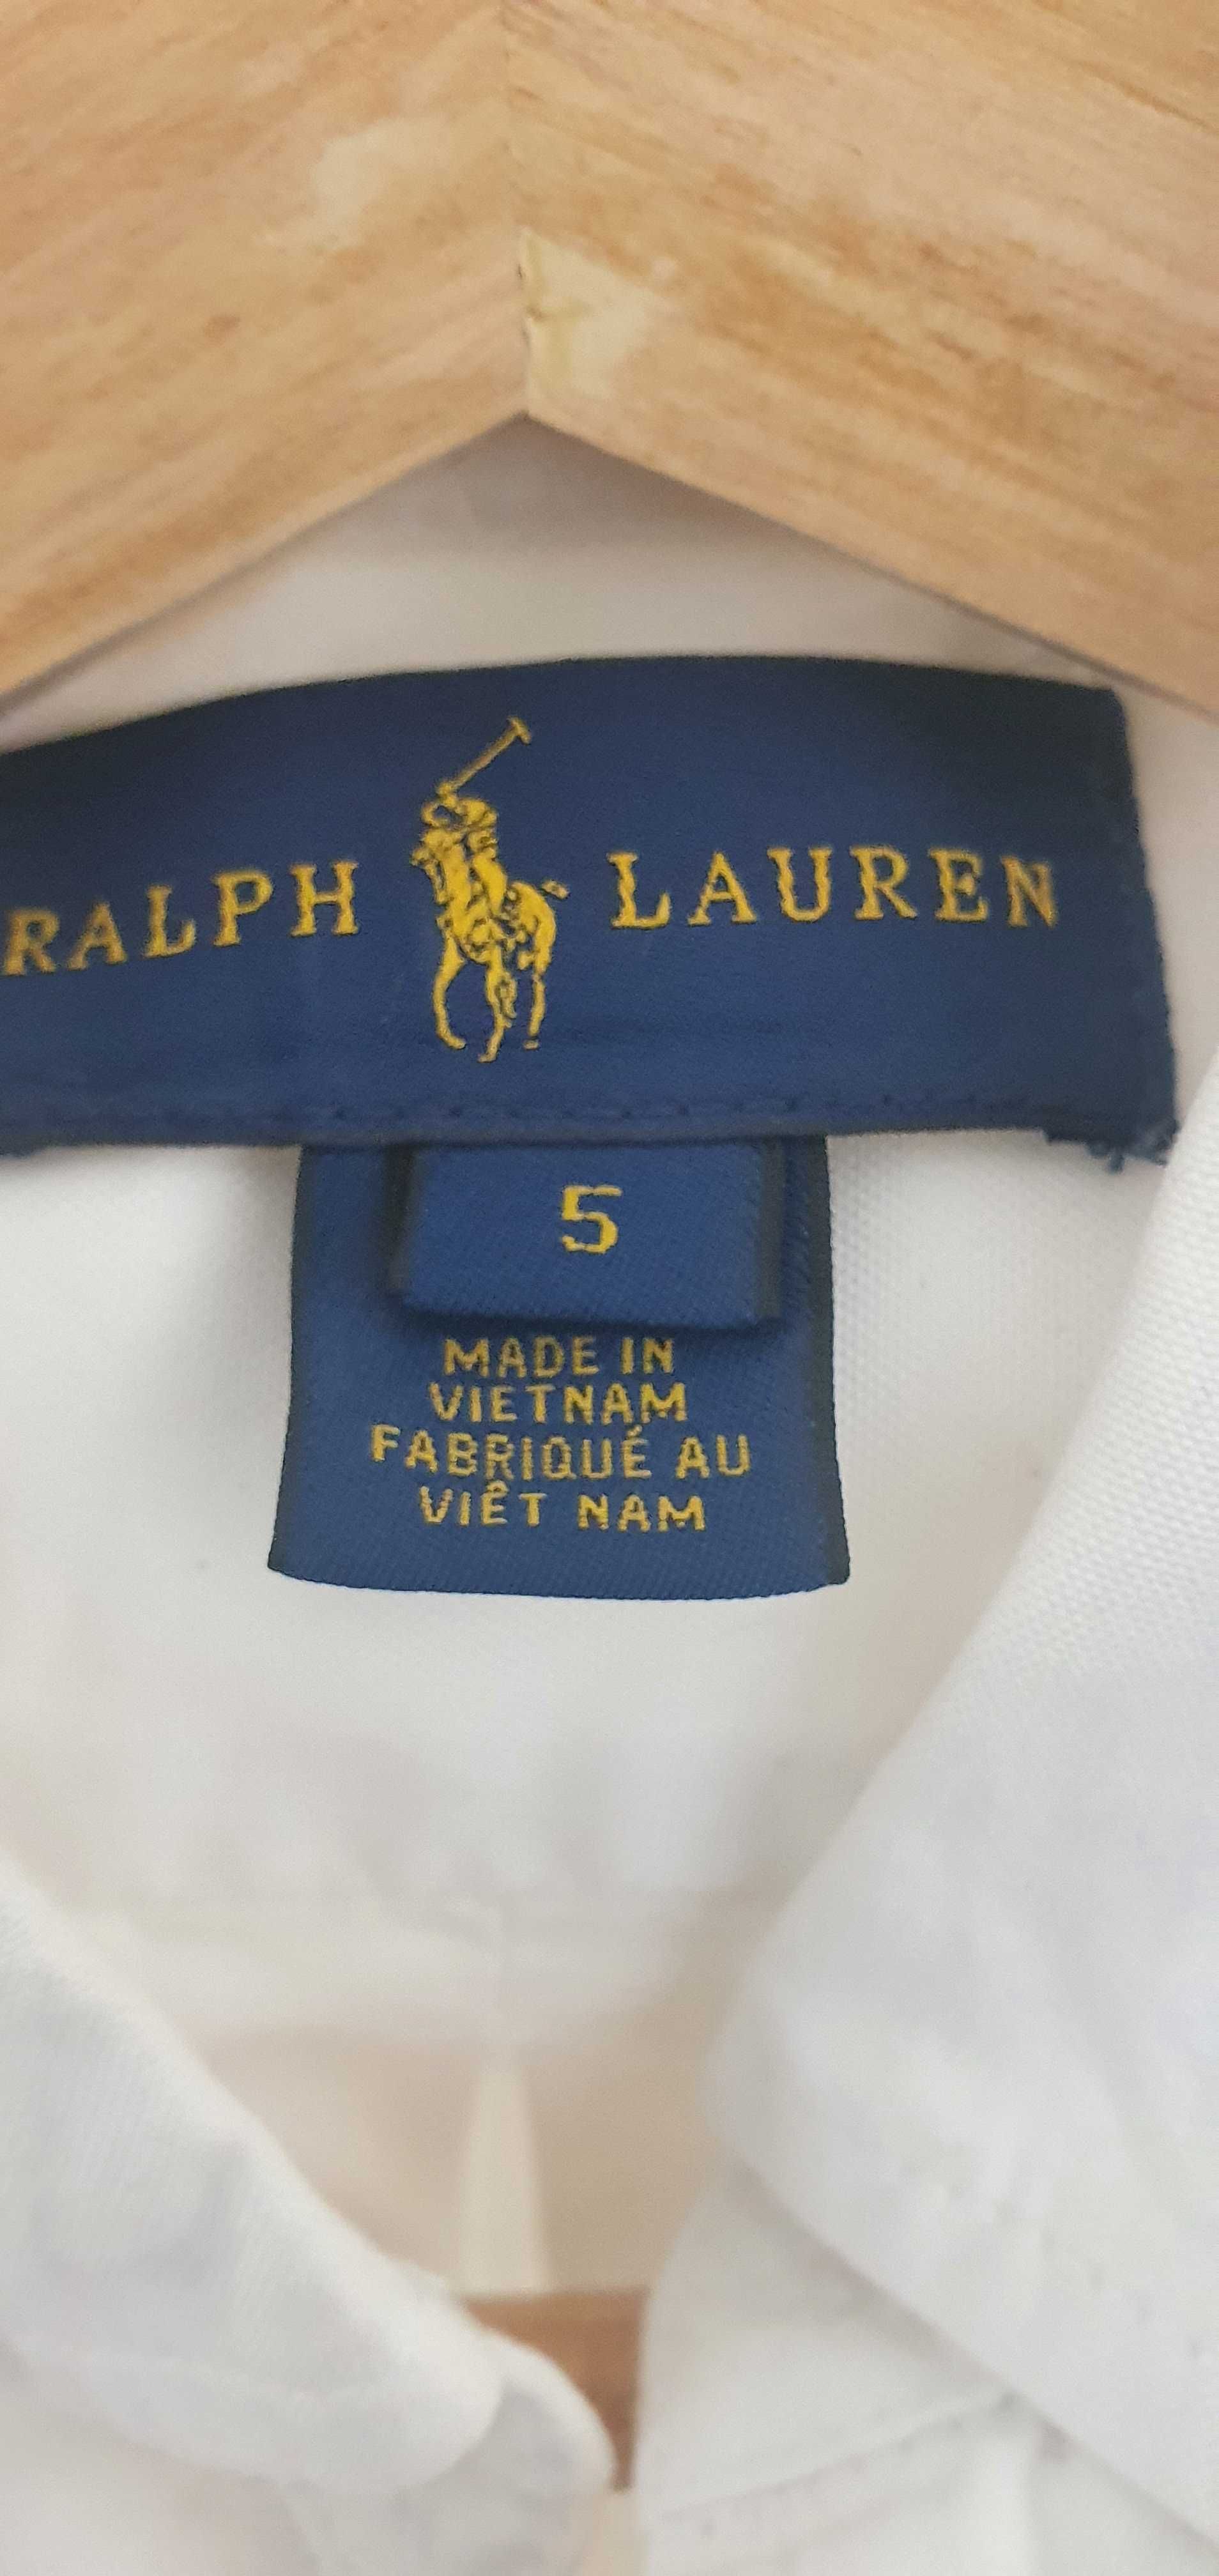 RALPH LAUREN
5
MADE IN
VIETNAM
FABRIQUÉ AU
VIÊT NAM